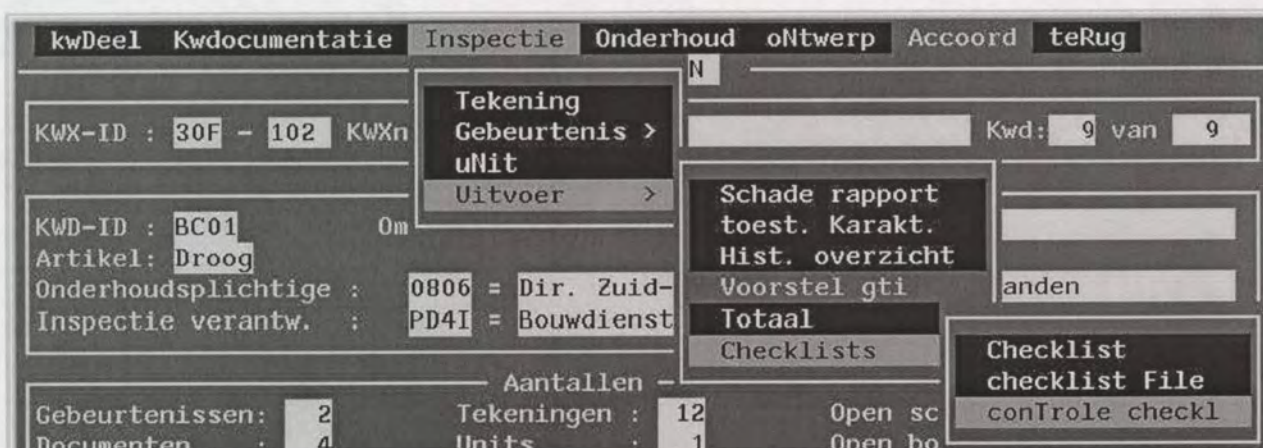 kwDeel Kwdocumentatie Inspectie Onderhoud oNtwerp Accoord teRug
N
Tekening
Gebeurtenis >
uNit
Uitvoer >
KWX-ID : 30F - 102 KWXn
Kwd: 9 van 9
Schade rapport
toest. Karakt.
Hist. overzicht
Voorstel gti
Totaal
Checklists
Checklist
checklist File
conTrole checkl
KWD-ID : BC01 Om
Artikel: Droog
Onderhoudsplichtige : 0806 = Dir. Zuid- anden
Inspectie verantw. : PD4I = Bouwdienst
Aantallen
Gebeurtenissen: 2 Tekeningen : 12 Open sc
Documenten : 4 Units : 1 Open bo